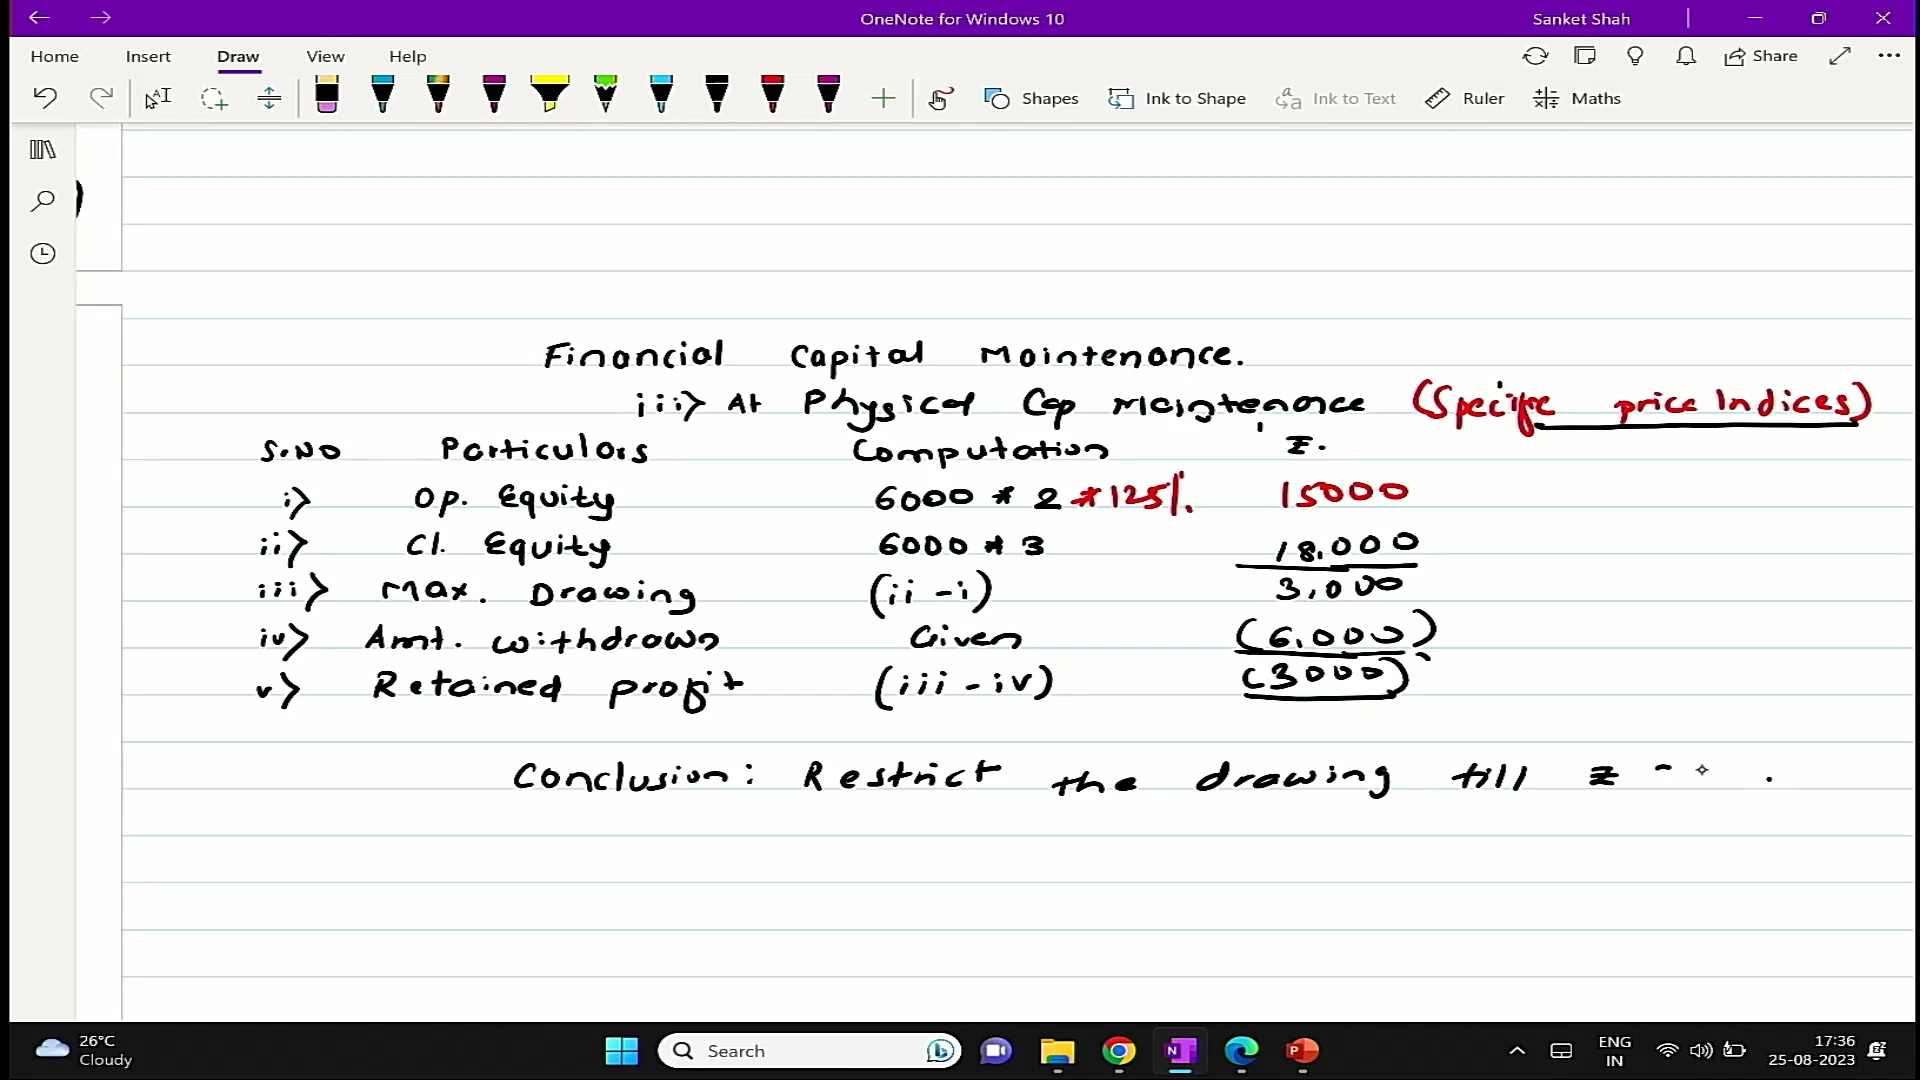 OneNote for Windows 10
Sanket Shah
Home Insert Draw View Help
Share
Shapes Ink to Shape Ink to Text Ruler Maths
Financial Capital Maintenance.
iii> At Physical Cap Maintenance (Specific price Indices)
S.NO Particulars Computation ₹.
i> Op. Equity 6000 * 2 *125%. 15000
ii> Cl. Equity 6000 * 3 18,000
iii> Max. Drawing (ii - i) 3,000
iv> Amt. withdrawn Given (6,000)
v> Retained profit (iii - iv) (3000)
Conclusion: Restrict the drawing till ₹
26°C
Cloudy
Search
ENG
IN
17:36
25-08-2023